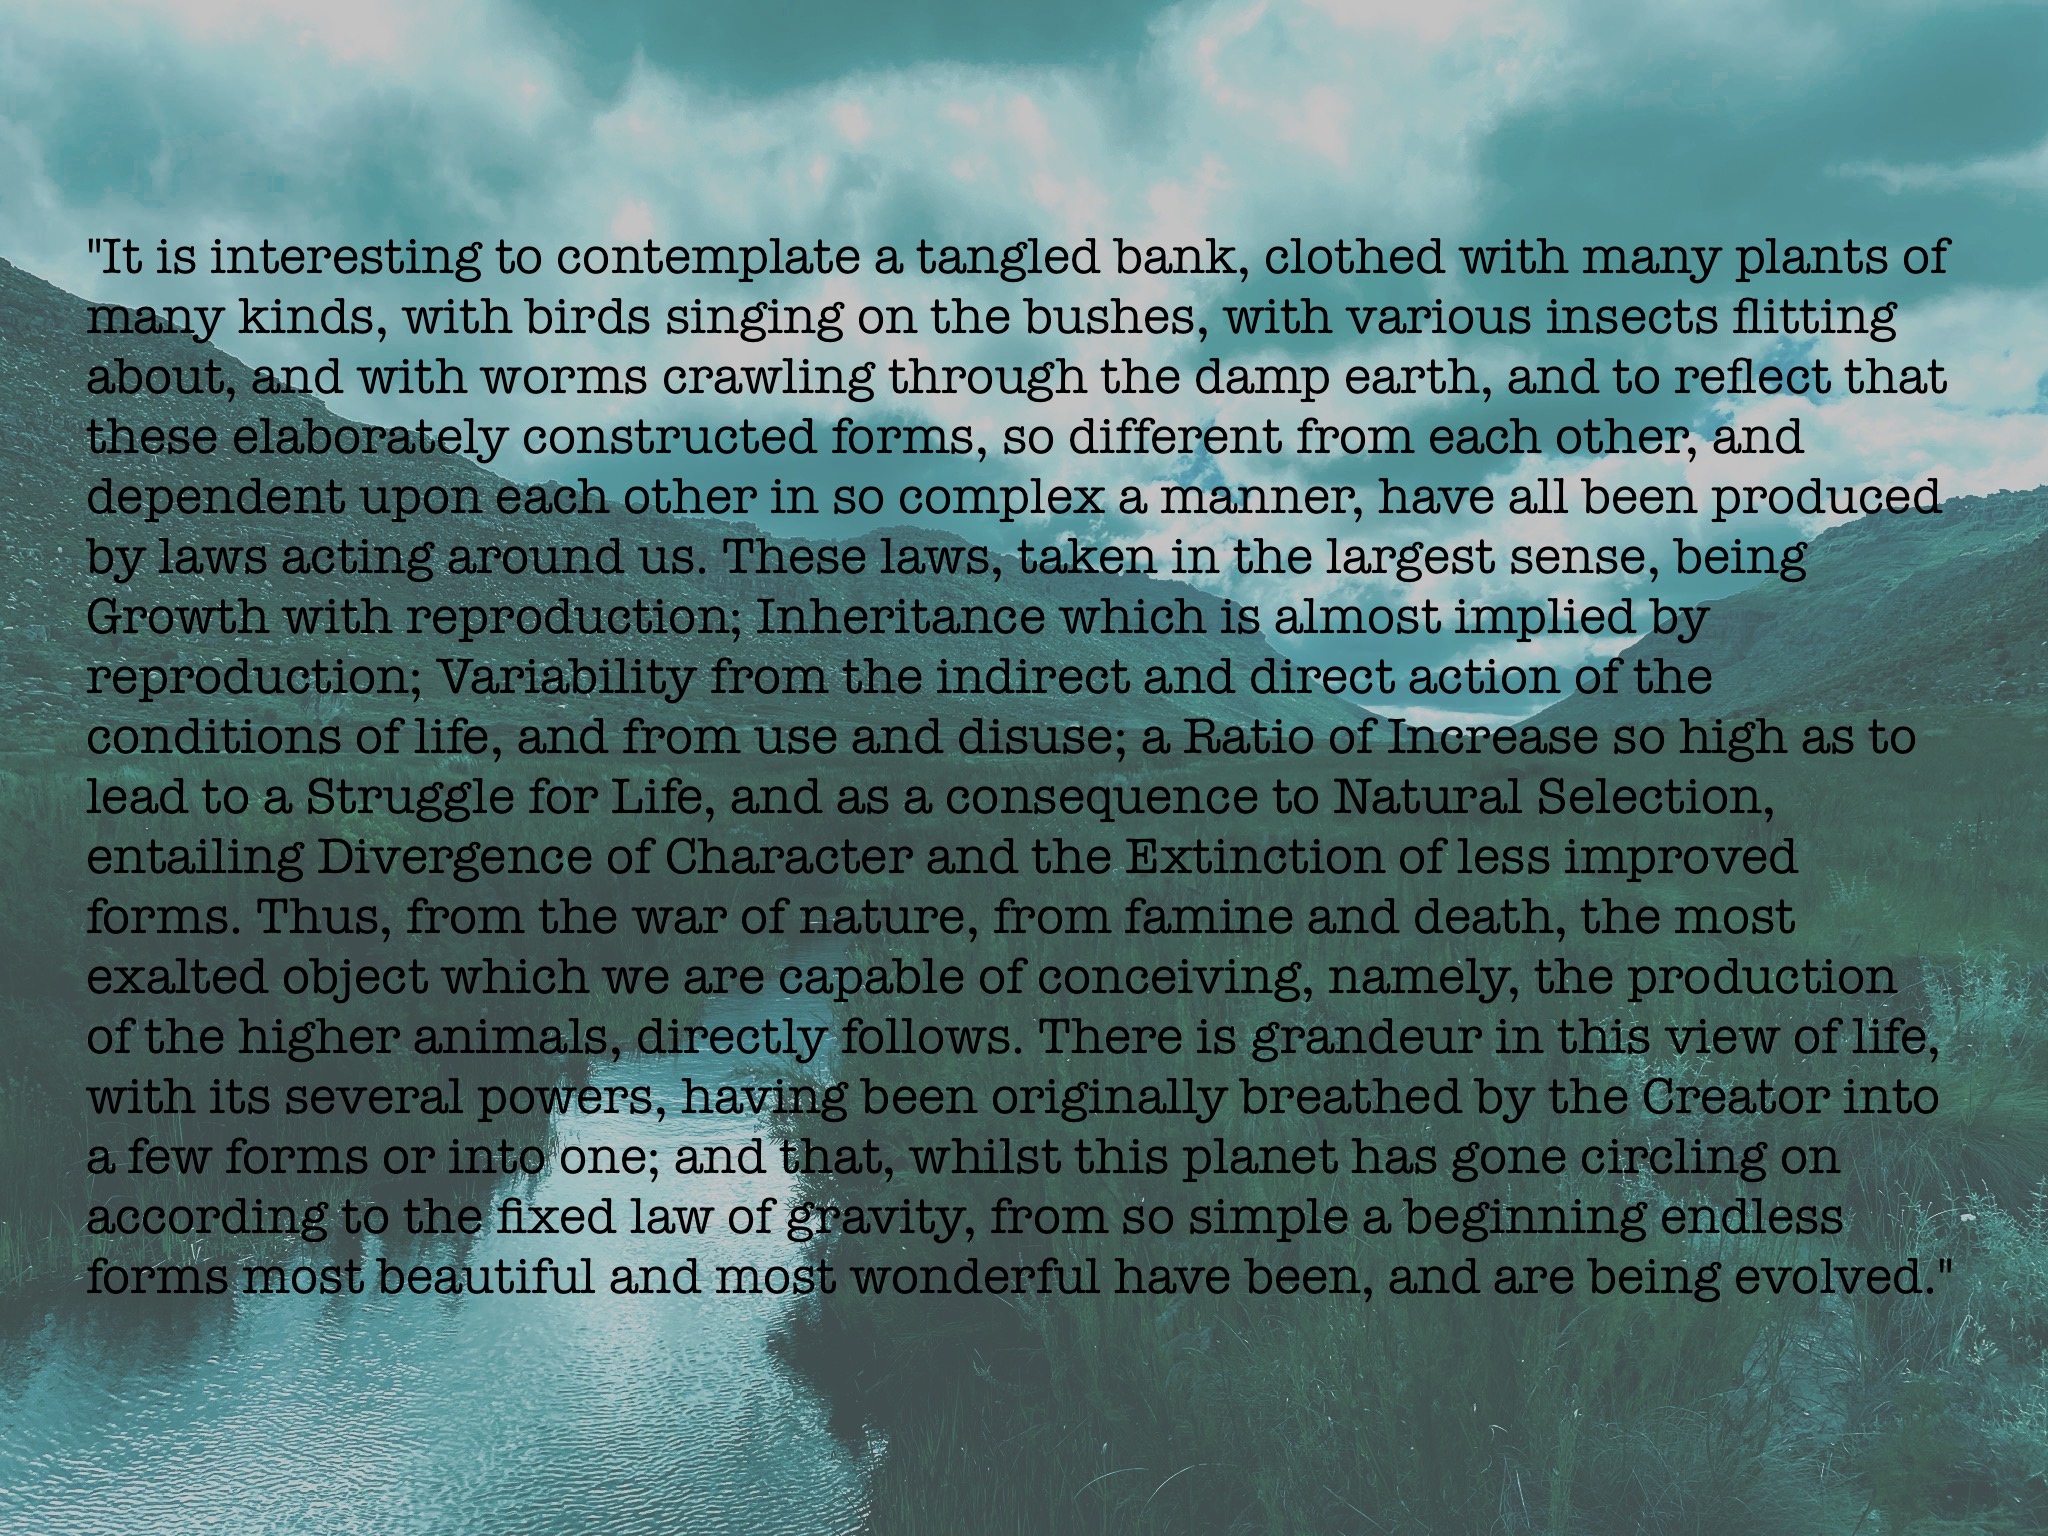 "It is interesting to contemplate a tangled bank, clothed with many plants of
many kinds, with birds singing on the bushes, with various insects flitting
about, and with worms crawling through the damp earth, and to reflect that
these elaborately constructed forms, so different from each other, and
dependent upon each other in so complex a manner, have all been produced
by laws acting around us. These laws, taken in the largest sense, being
Growth with reproduction; Inheritance which is almost implied by
reproduction; Variability from the indirect and direct action of the
conditions of life, and from use and disuse; a Ratio of Increase so high as to
lead to a Struggle for Life, and as a consequence to Natural Selection,
entailing Divergence of Character and the Extinction of less improved
forms. Thus, from the war of nature, from famine and death, the most
exalted object which we are capable of conceiving, namely, the production
of the higher animals, directly follows. There is grandeur in this view of life,
with its several powers, having been originally breathed by the Creator into
a few forms or into one; and that, whilst this planet has gone circling on
according to the fixed law of gravity, from so simple a beginning endless
forms most beautiful and most wonderful have been, and are being evolved."